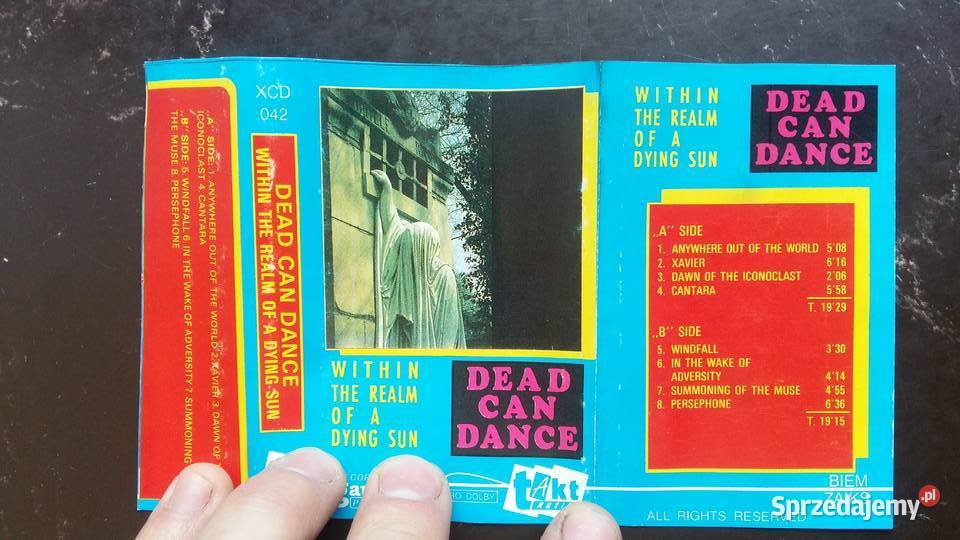 „A" SIDE: 1. ANYWHERE OUT OF THE WORLD 2. XAVIER 3. DAWN OF
ICONOCLAST 4. CANTARA
„B" SIDE: 5. WINDFALL 6. IN THE WAKE OF ADVERSITY 7. SUMMONING
THE MUSE 8. PERSEPHONE
XCD
042
DEAD CAN DANCE
WITHIN THE REALM OF A DYING SUN
WITHIN
THE REALM
OF A
DYING SUN
DEAD
CAN
DANCE
DOLBY
takt
MUSIC
WITHIN
THE REALM
OF A
DYING SUN
DEAD
CAN
DANCE
„A" SIDE
1. ANYWHERE OUT OF THE WORLD 5'08
2. XAVIER 6'16
3. DAWN OF THE ICONOCLAST 2'06
4. CANTARA 5'58
T. 19'29
„B" SIDE
5. WINDFALL 3'30
6. IN THE WAKE OF
ADVERSITY 4'14
7. SUMMONING OF THE MUSE 4'55
8. PERSEPHONE 6'36
T. 19'15
BIEM
ZAIKS
ALL RIGHTS RESERVED
Sprzedajemy.pl